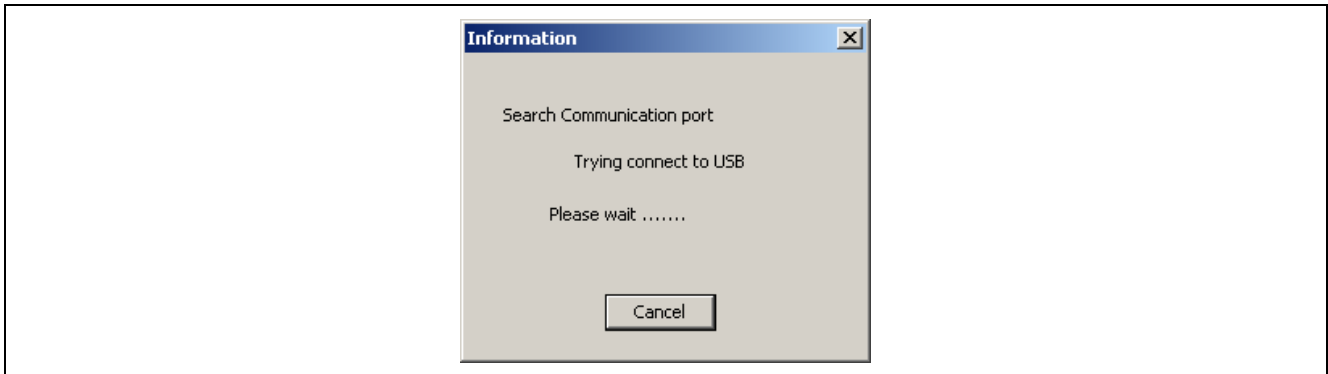 Information
Search Communication port
Trying connect to USB
Please wait .......
Cancel